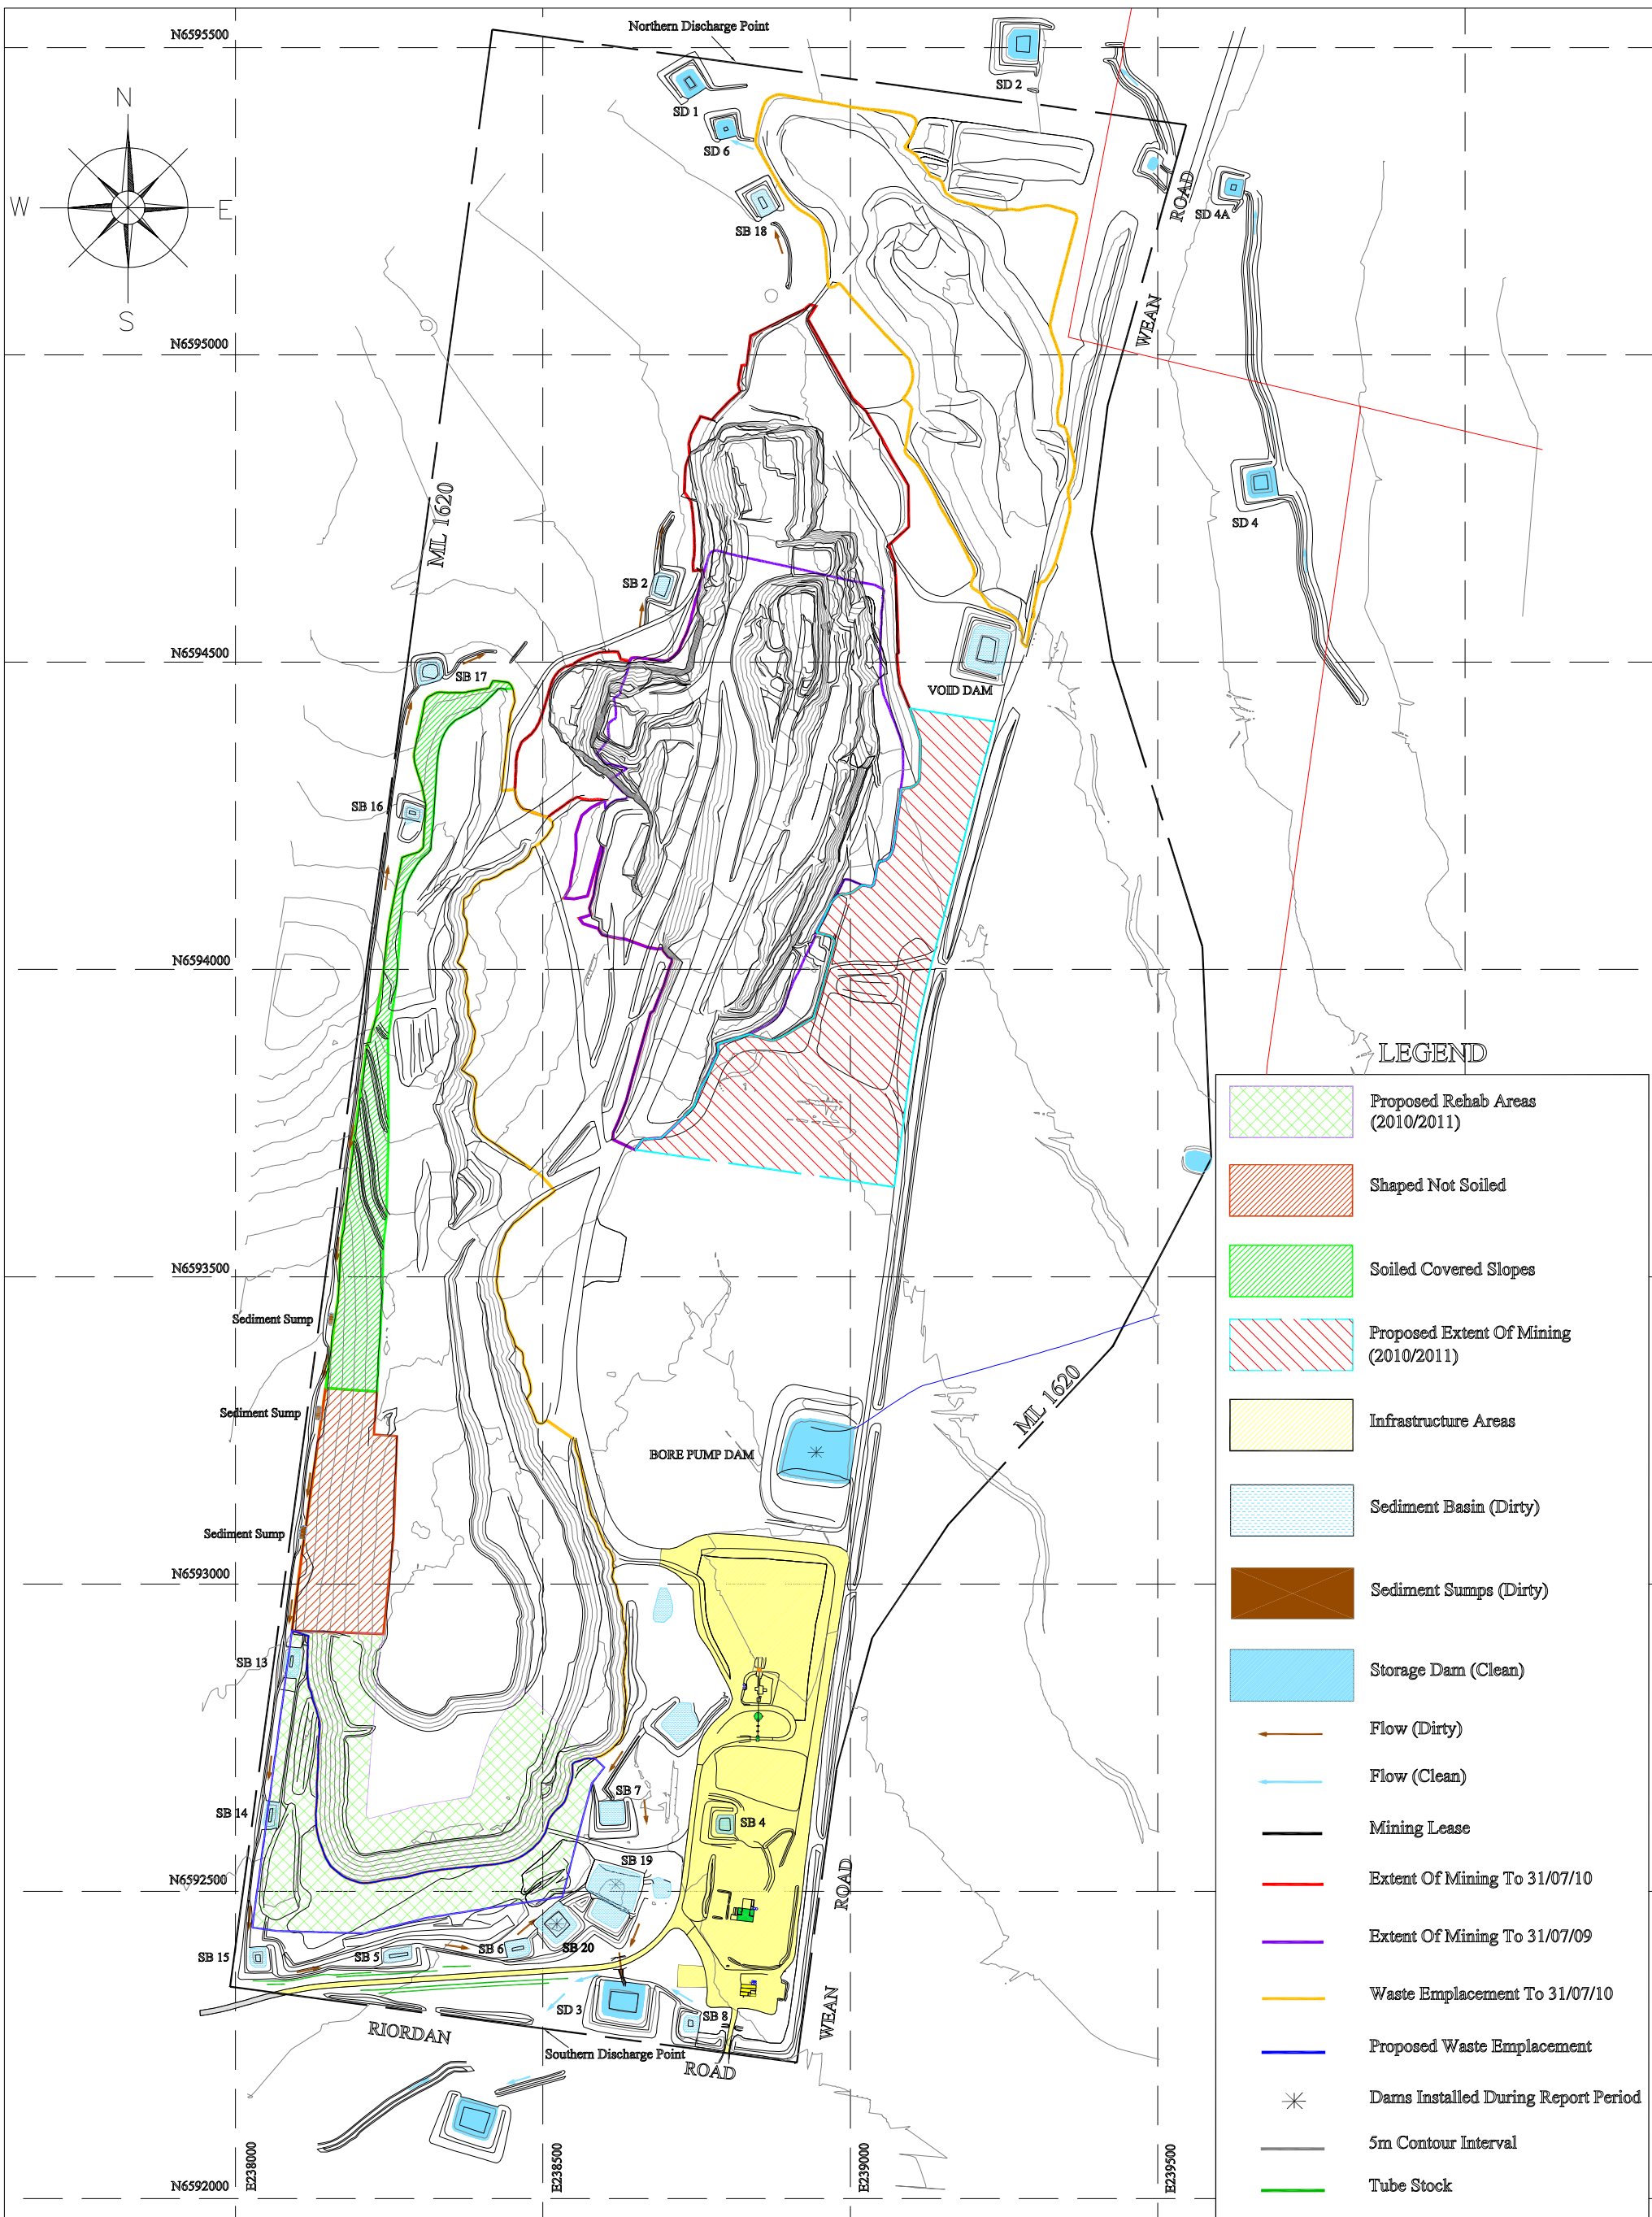 N6595500
Northern Discharge Point
SD 2
N
SD 1
SD 6
W
E
ROAD
SD 4A
SB 18
S
WEAN
N6595000
ML 1620
SD 4
SB 2
N6594500
SB 17
VOID DAM
SB 16
N6594000
LEGEND
Proposed Rehab Areas
(2010/2011)
Shaped Not Soiled
N6593500
Soiled Covered Slopes
Sediment Sump
Proposed Extent Of Mining
(2010/2011)
ML 1620
Sediment Sump
Infrastructure Areas
BORE PUMP DAM
Sediment Basin (Dirty)
Sediment Sump
N6593000
Sediment Sumps (Dirty)
SB 13
Storage Dam (Clean)
Flow (Dirty)
Flow (Clean)
SB 7
SB 14
SB 4
Mining Lease
SB 19
ROAD
N6592500
Extent Of Mining To 31/07/10
SB 15
SB 5
SB 6
SB 20
Extent Of Mining To 31/07/09
SD 3
SB 8
WEAN
Waste Emplacement To 31/07/10
RIORDAN
Southern Discharge Point
ROAD
Proposed Waste Emplacement
Dams Installed During Report Period
5m Contour Interval
N6592000
E238000
E238500
E239000
E239500
Tube Stock